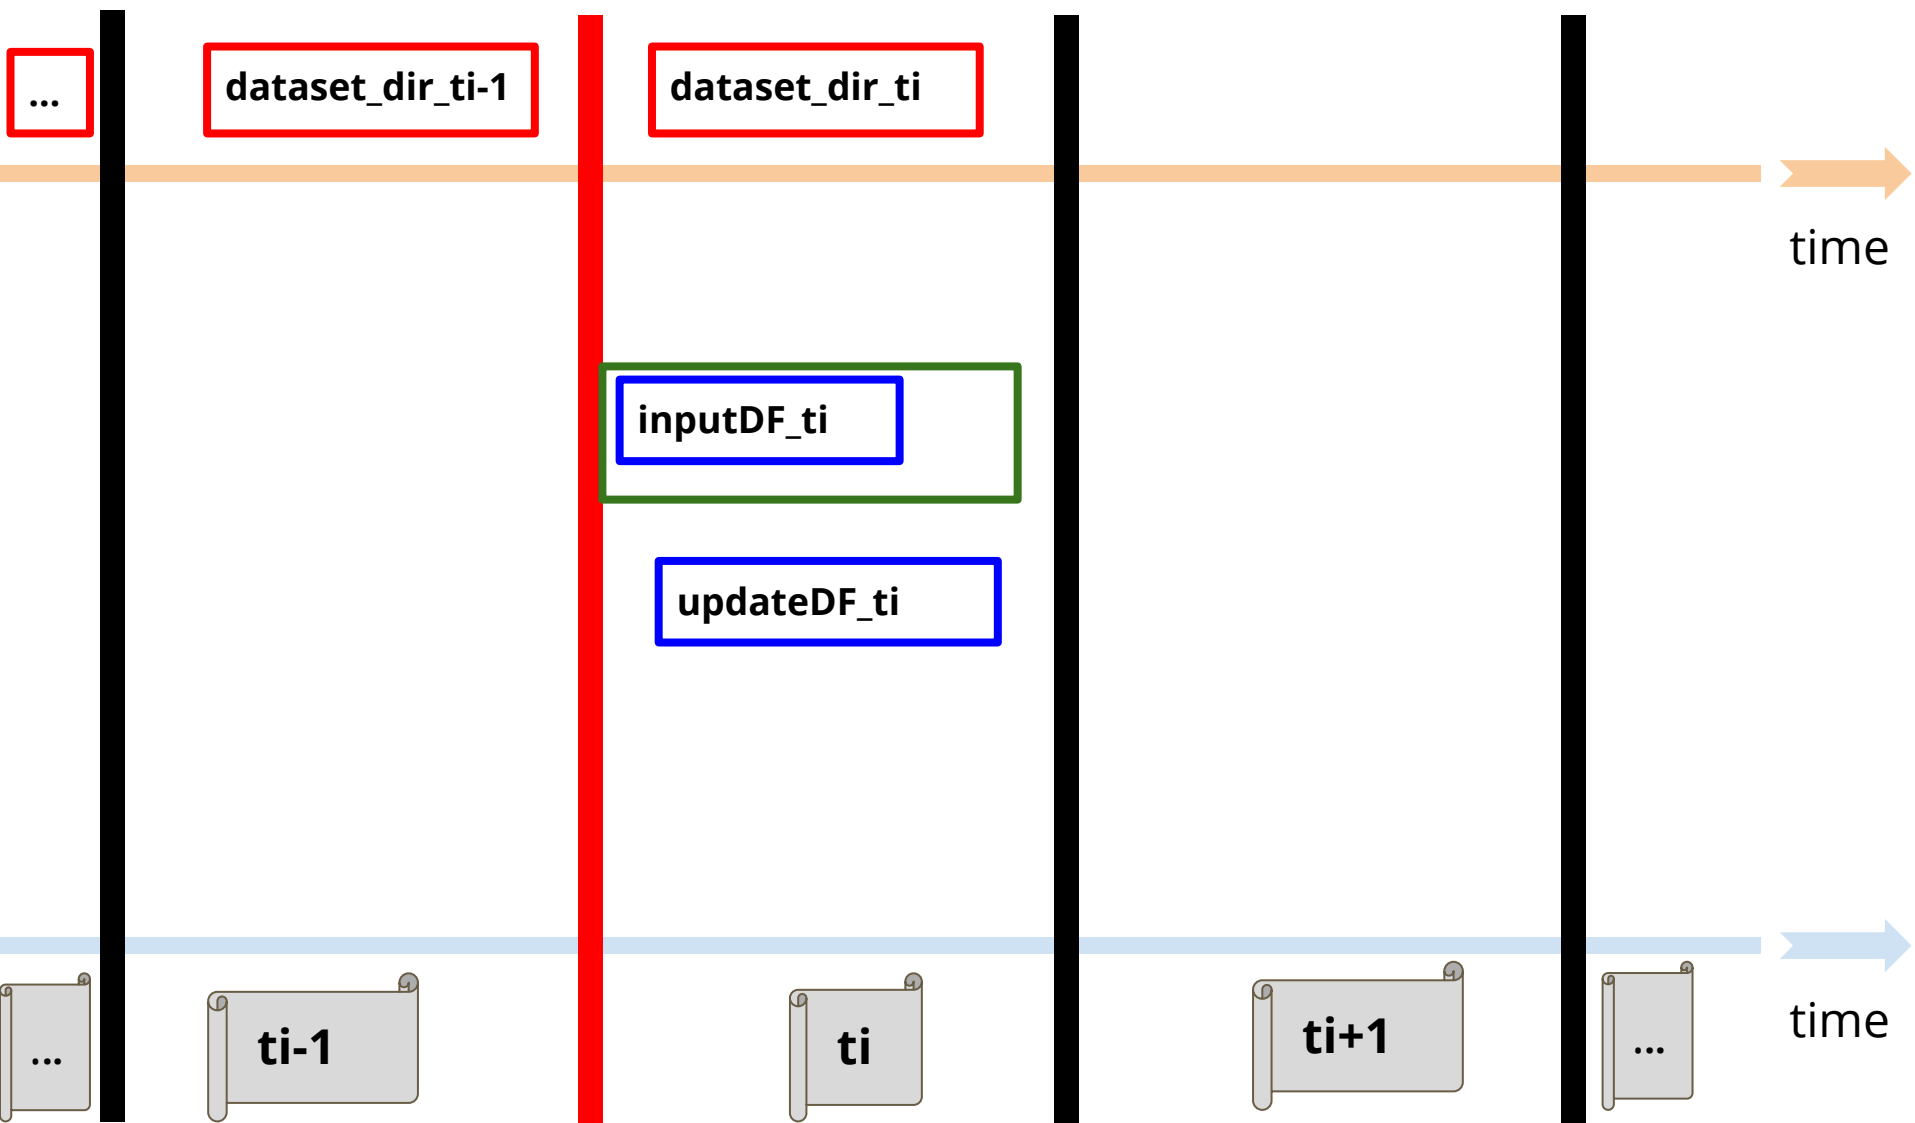 ...
dataset_dir_ti-1
dataset_dir_ti
time
inputDF_ti
updateDF_ti
...
ti-1
ti
ti+1
...
time